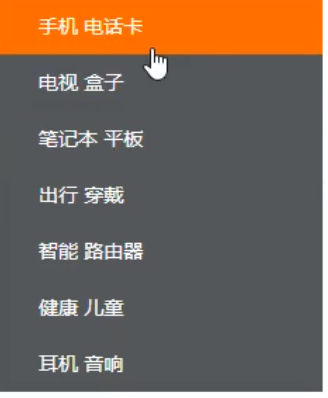 手机 电话卡
电视 盒子
笔记本 平板
出行 穿戴
智能 路由器
健康 儿童
耳机 音响